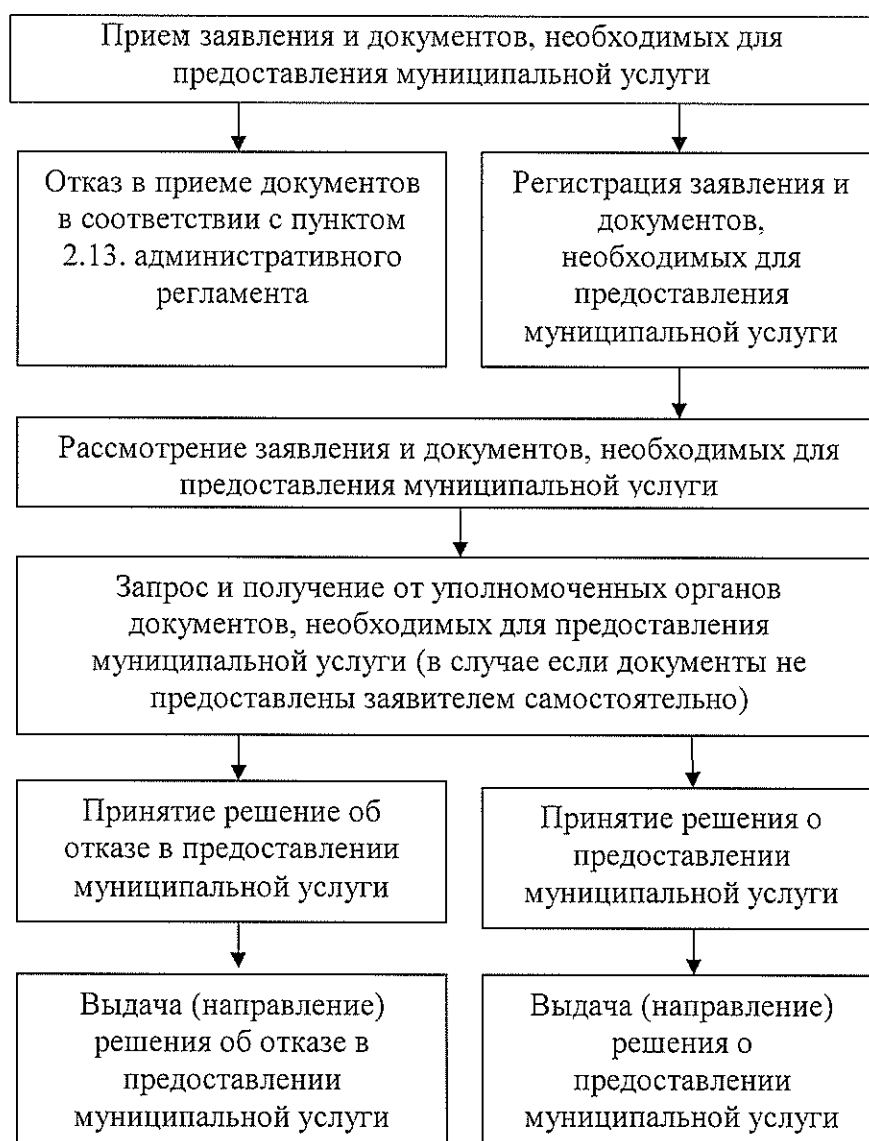 Прием заявления и документов, необходимых для
предоставления муниципальной услуги
Отказ в приеме документов
в соответствии с пунктом
2.13. административного
регламента
Регистрация заявления и
документов,
необходимых для
предоставления
муниципальной услуги
Рассмотрение заявления и документов, необходимых для
предоставления муниципальной услуги
Запрос и получение от уполномоченных органов
документов, необходимых для предоставления
муниципальной услуги (в случае если документы не
предоставлены заявителем самостоятельно)
Принятие решение об
отказе в предоставлении
муниципальной услуги
Принятие решения о
предоставлении
муниципальной услуги
Выдача (направление)
решения об отказе в
предоставлении
муниципальной услуги
Выдача (направление)
решения о
предоставлении
муниципальной услуги